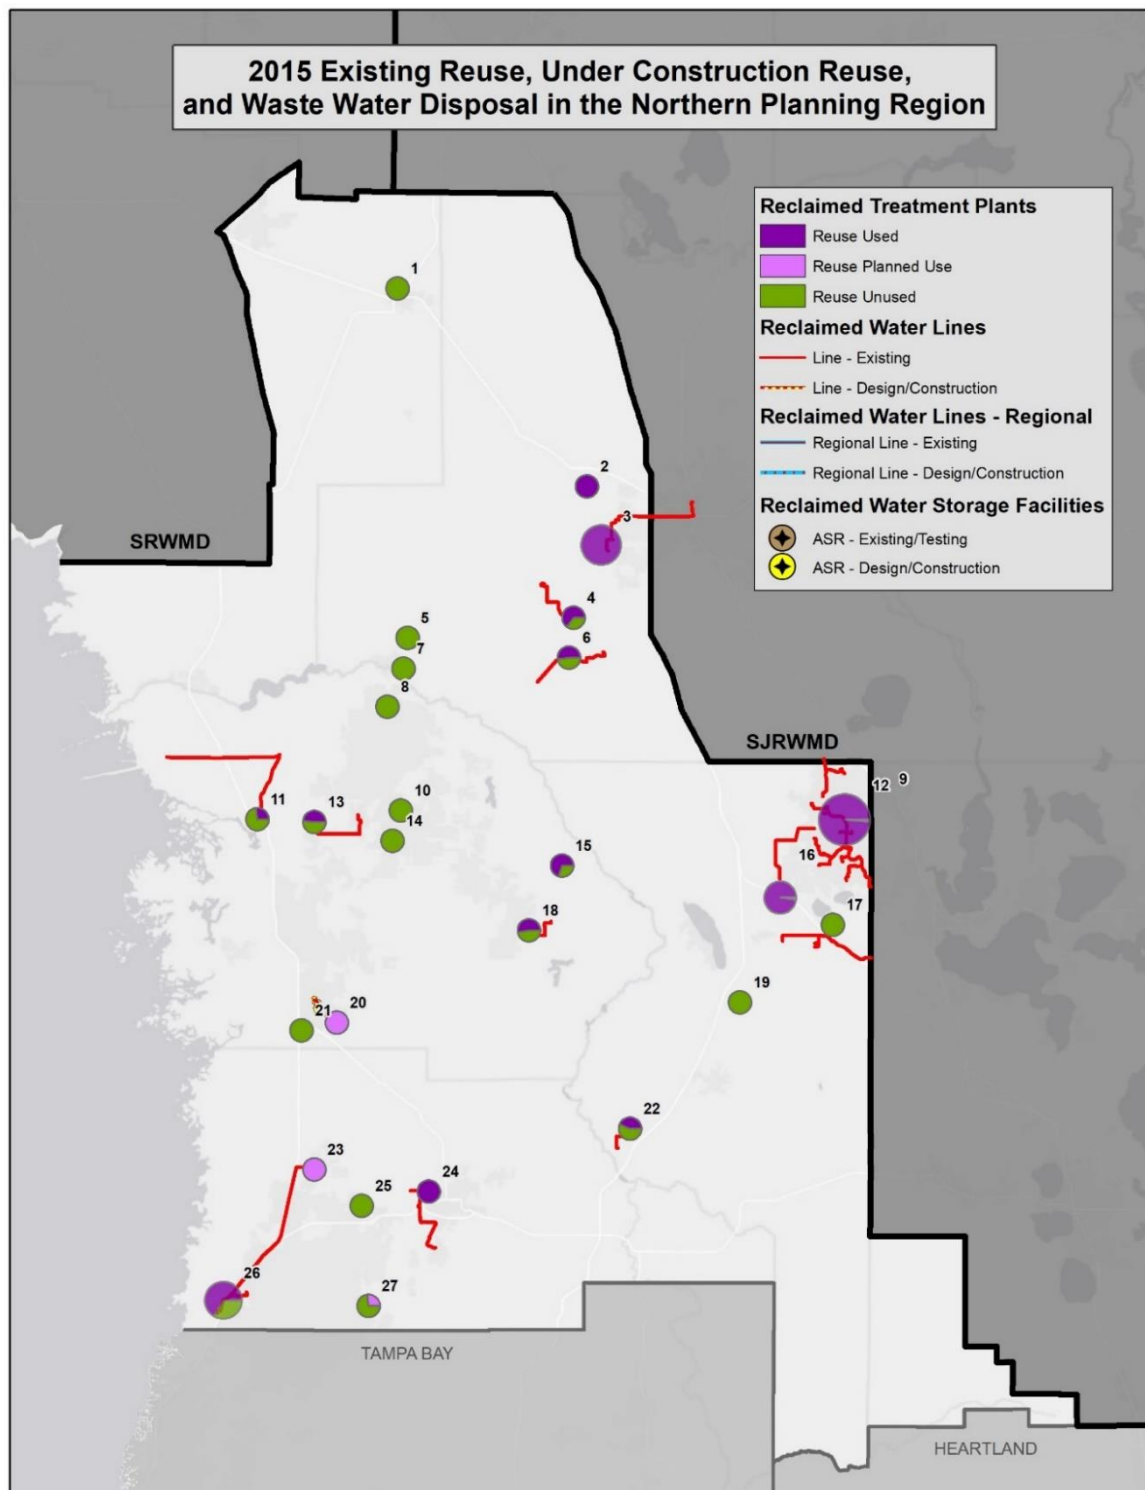 2015 Existing Reuse, Under Construction Reuse,
and Waste Water Disposal in the Northern Planning Region
Reclaimed Treatment Plants
Reuse Used
Reuse Planned Use
Reuse Unused
Reclaimed Water Lines
Line - Existing
Line - Design/Construction
Reclaimed Water Lines - Regional
Regional Line - Existing
Regional Line - Design/Construction
Reclaimed Water Storage Facilities
ASR - Existing/Testing
ASR - Design/Construction
1
2
3
SRWMD
4
5
6
7
8
SJRWMD
12 9
10
11
13
14
15
16
17
18
19
20
21
22
23
24
25
26
27
TAMPA BAY
HEARTLAND